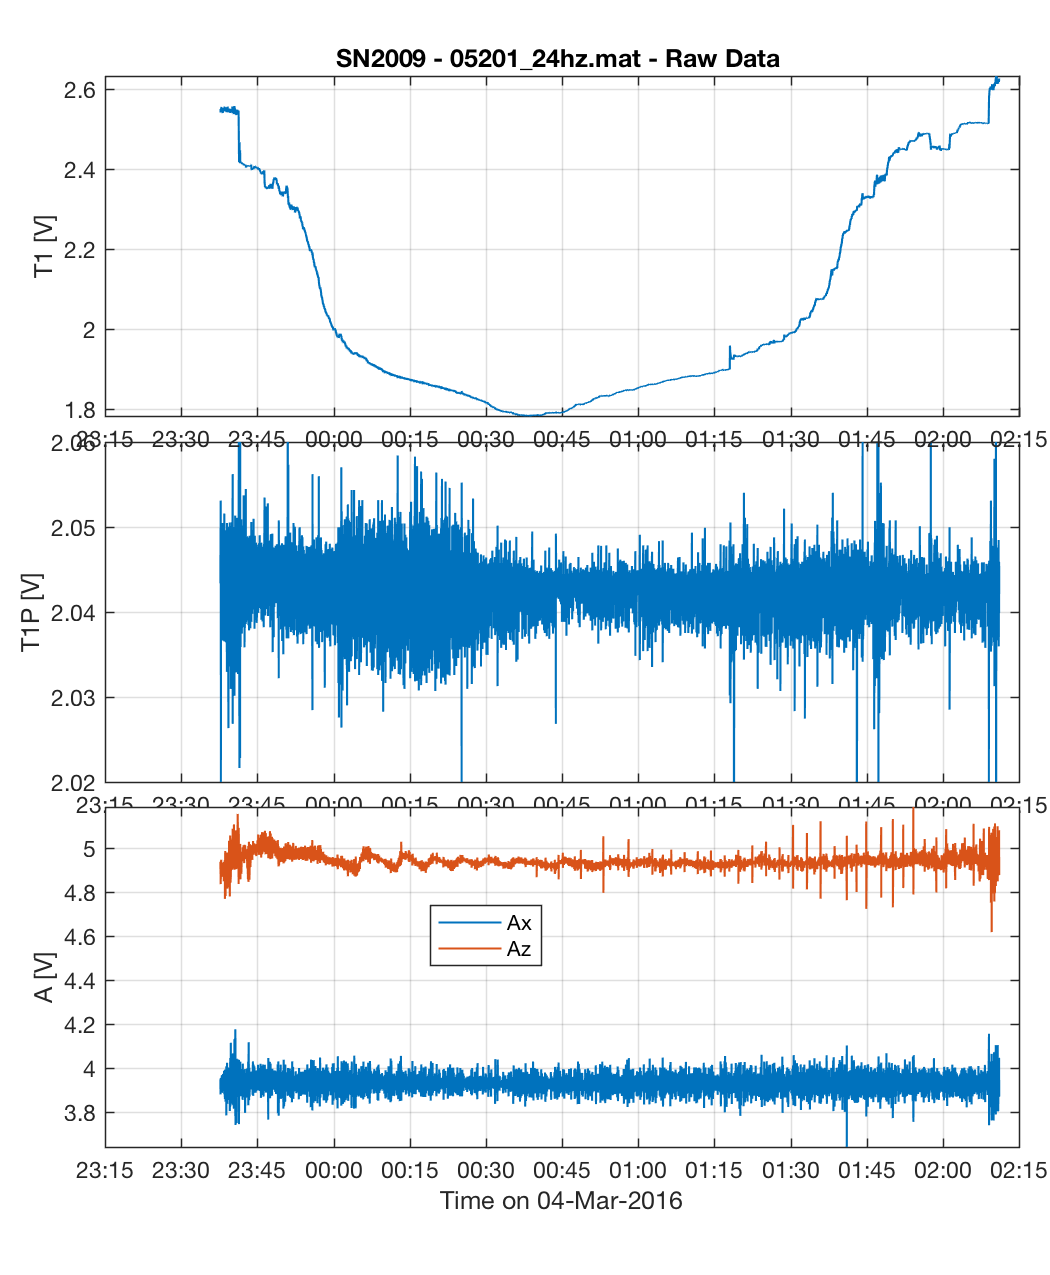 SN2009 - 05201_24hz.mat - Raw Data
T1 [V]
2.6
2.4
2.2
2
1.8
23:15 23:30 23:45 00:00 00:15 00:30 00:45 01:00 01:15 01:30 01:45 02:00 02:15
T1P [V]
2.06
2.05
2.04
2.03
2.02
23:15 23:30 23:45 00:00 00:15 00:30 00:45 01:00 01:15 01:30 01:45 02:00 02:15
A [V]
5
4.8
4.6
4.4
4.2
4
3.8
Ax
Az
23:15 23:30 23:45 00:00 00:15 00:30 00:45 01:00 01:15 01:30 01:45 02:00 02:15
Time on 04-Mar-2016